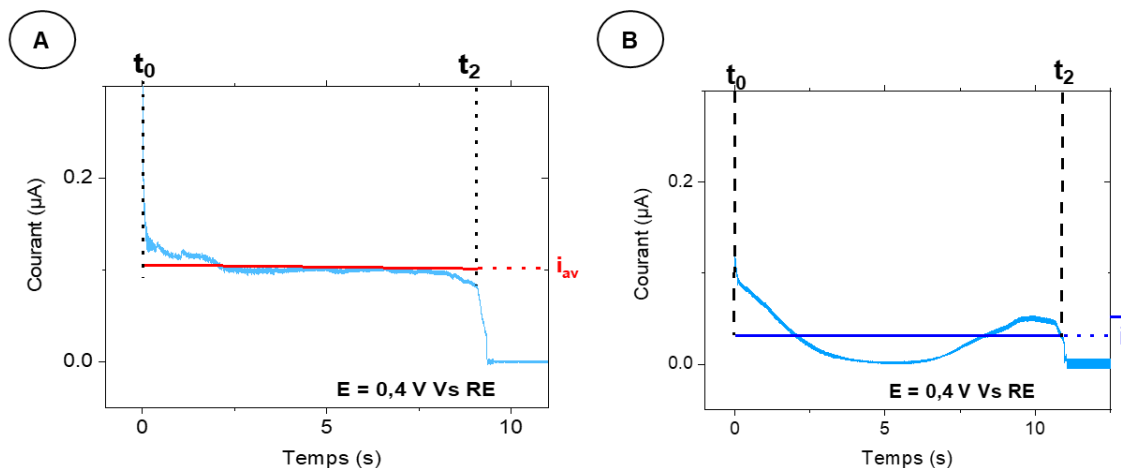 A
t0
t2
0.2
0.0
Courant (µA)
iav
E = 0,4 V Vs RE
0
5
10
Temps (s)
B
t0
t2
0.2
0.0
Courant (µA)
E = 0,4 V Vs RE
0
5
10
Temps (s)